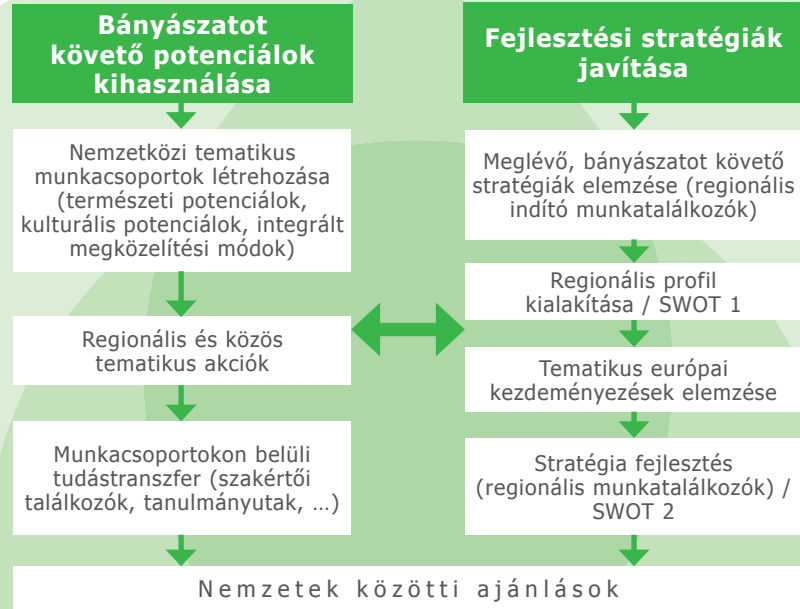 Bányászatot
követő potenciálok
kihasználása
Nemzetközi tematikus
munkacsoportok létrehozása
(természeti potenciálok,
kulturális potenciálok, integrált
megközelítési módok)
Regionális és közös
tematikus akciók
Munkacsoportokon belüli
tudástranszfer (szakértői
találkozók, tanulmányutak, ...)
Fejlesztési stratégiák
javítása
Meglévő, bányászatot követő
stratégiák elemzése (regionális
indító munkatalálkozók)
Regionális profil
kialakítása / SWOT 1
Tematikus európai
kezdeményezések elemzése
Stratégia fejlesztés
(regionális munkatalálkozók) /
SWOT 2
Nemzetek közötti ajánlások